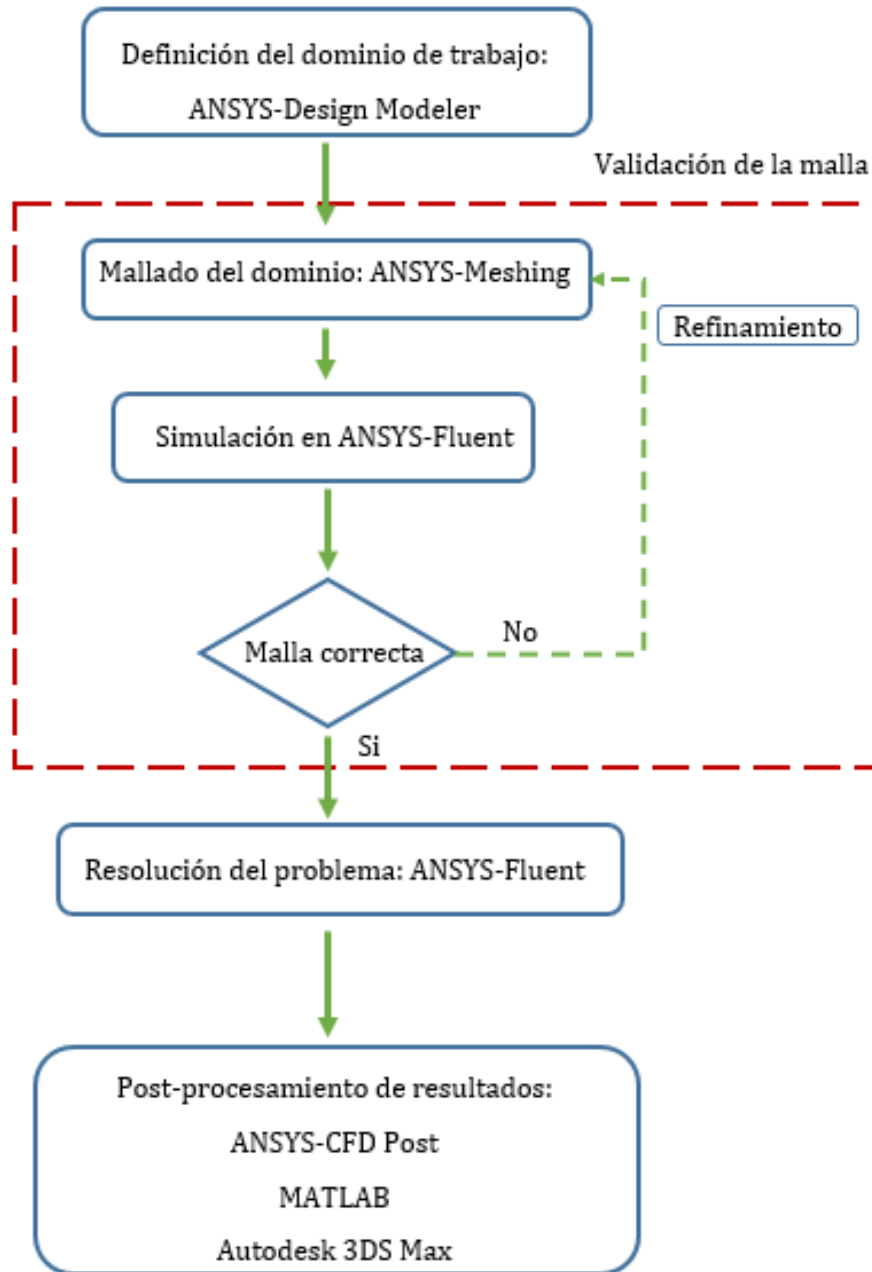 Definición del dominio de trabajo:
ANSYS-Design Modeler
Validación de la malla
Mallado del dominio: ANSYS-Meshing
Refinamiento
Simulación en ANSYS-Fluent
Malla correcta
No
Si
Resolución del problema: ANSYS-Fluent
Post-procesamiento de resultados:
ANSYS-CFD Post
MATLAB
Autodesk 3DS Max